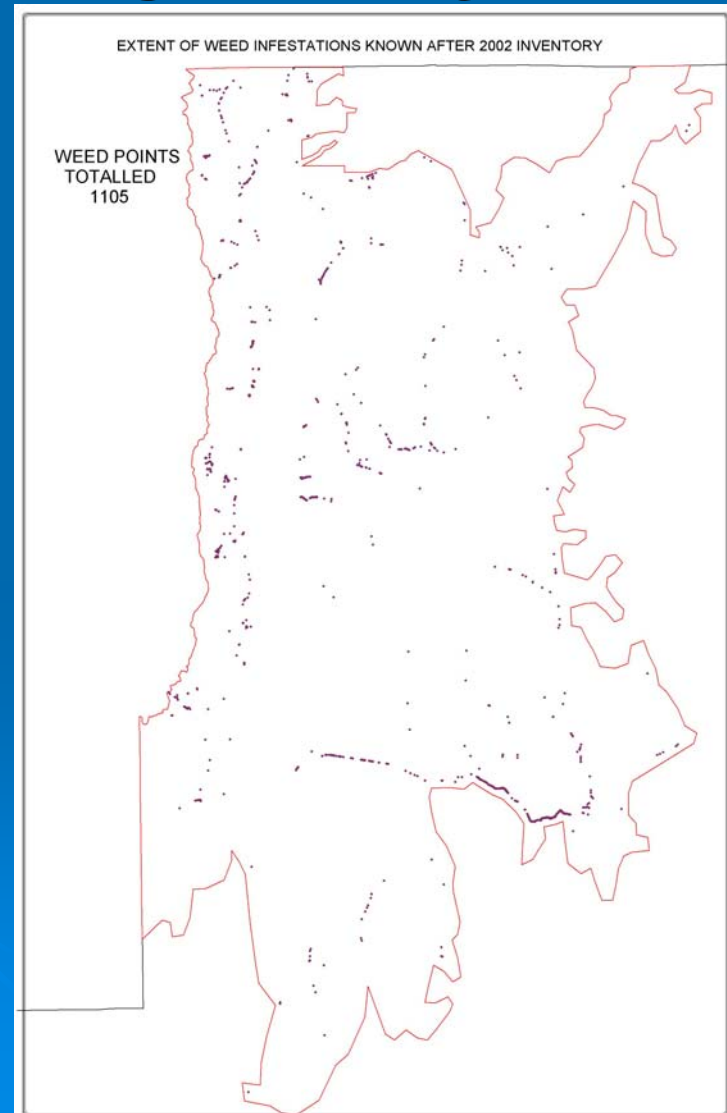 EXTENT OF WEED INFESTATIONS KNOWN AFTER 2002 INVENTORY
WEED POINTS
TOTALLED
1105